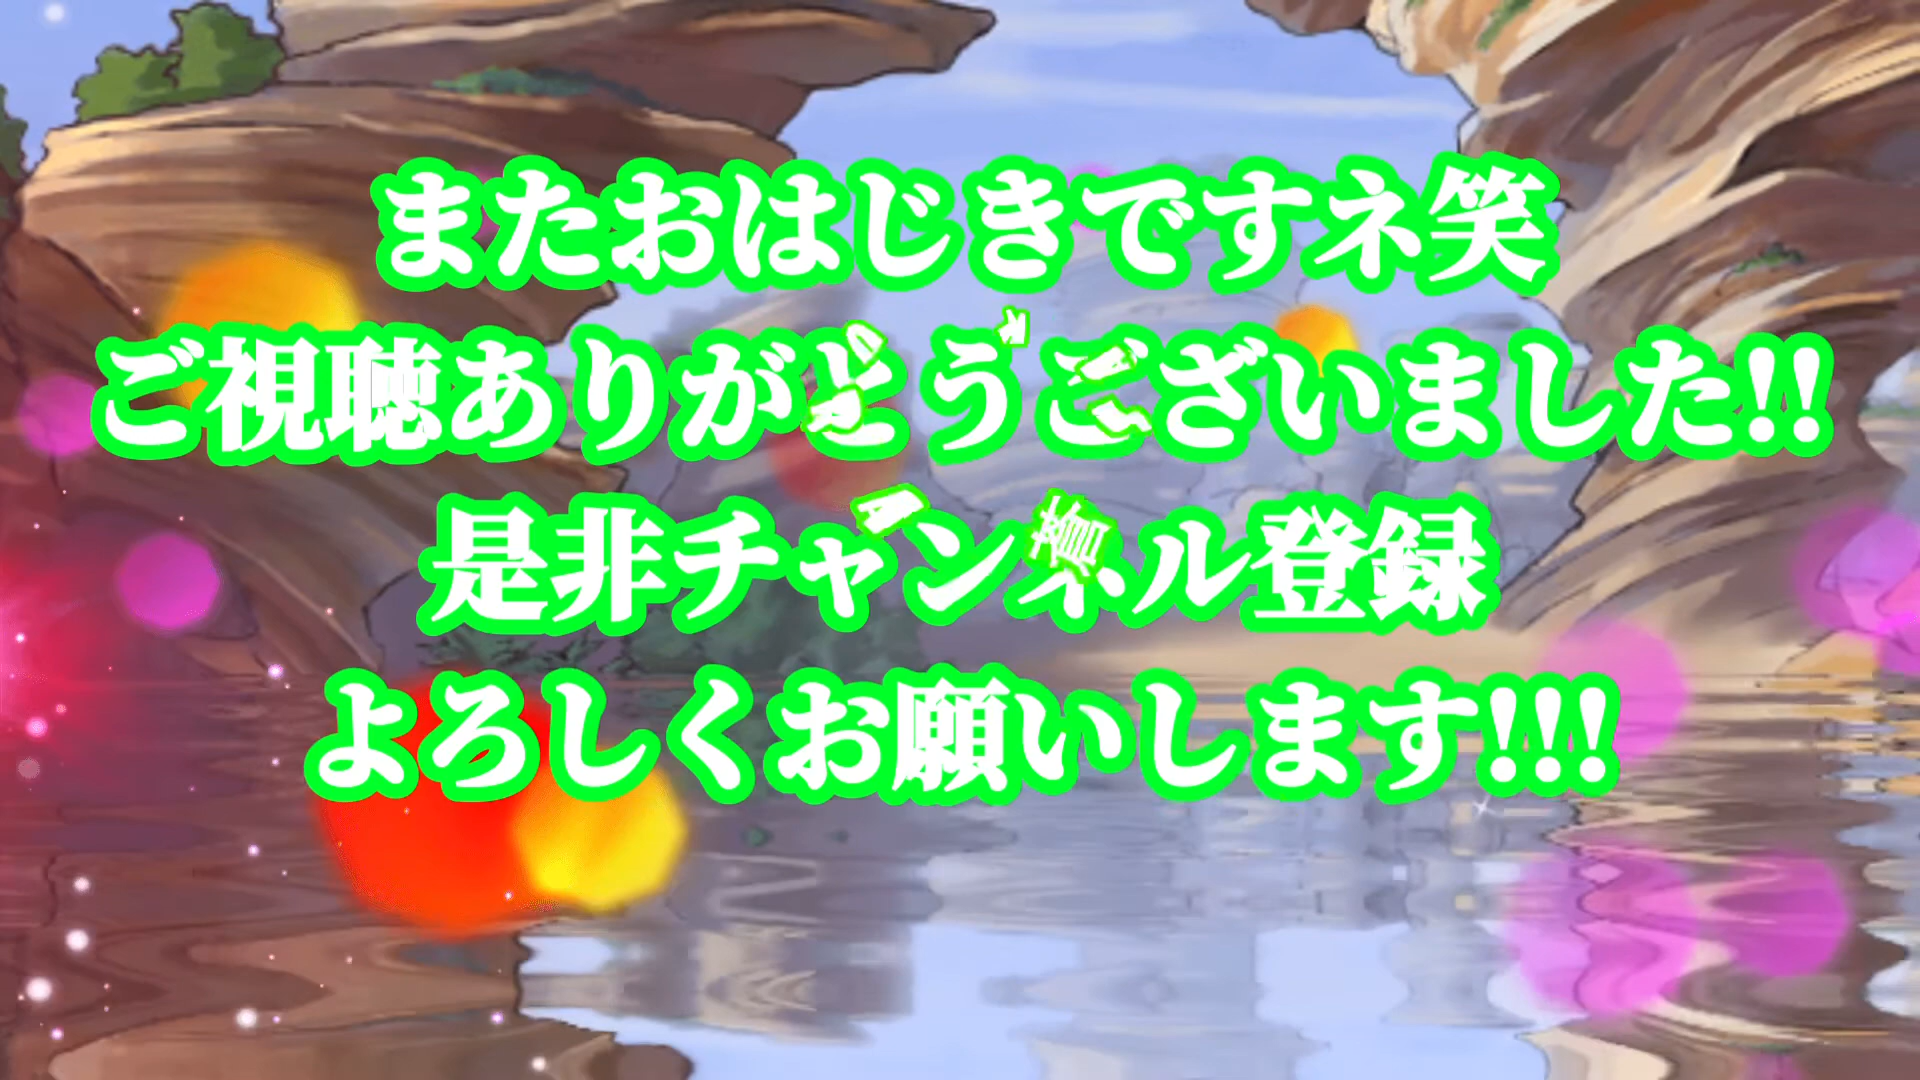 またおはじきですネ笑
ご視聴ありがとうございました!!
是非チャンネル登録
よろしくお願いします!!!